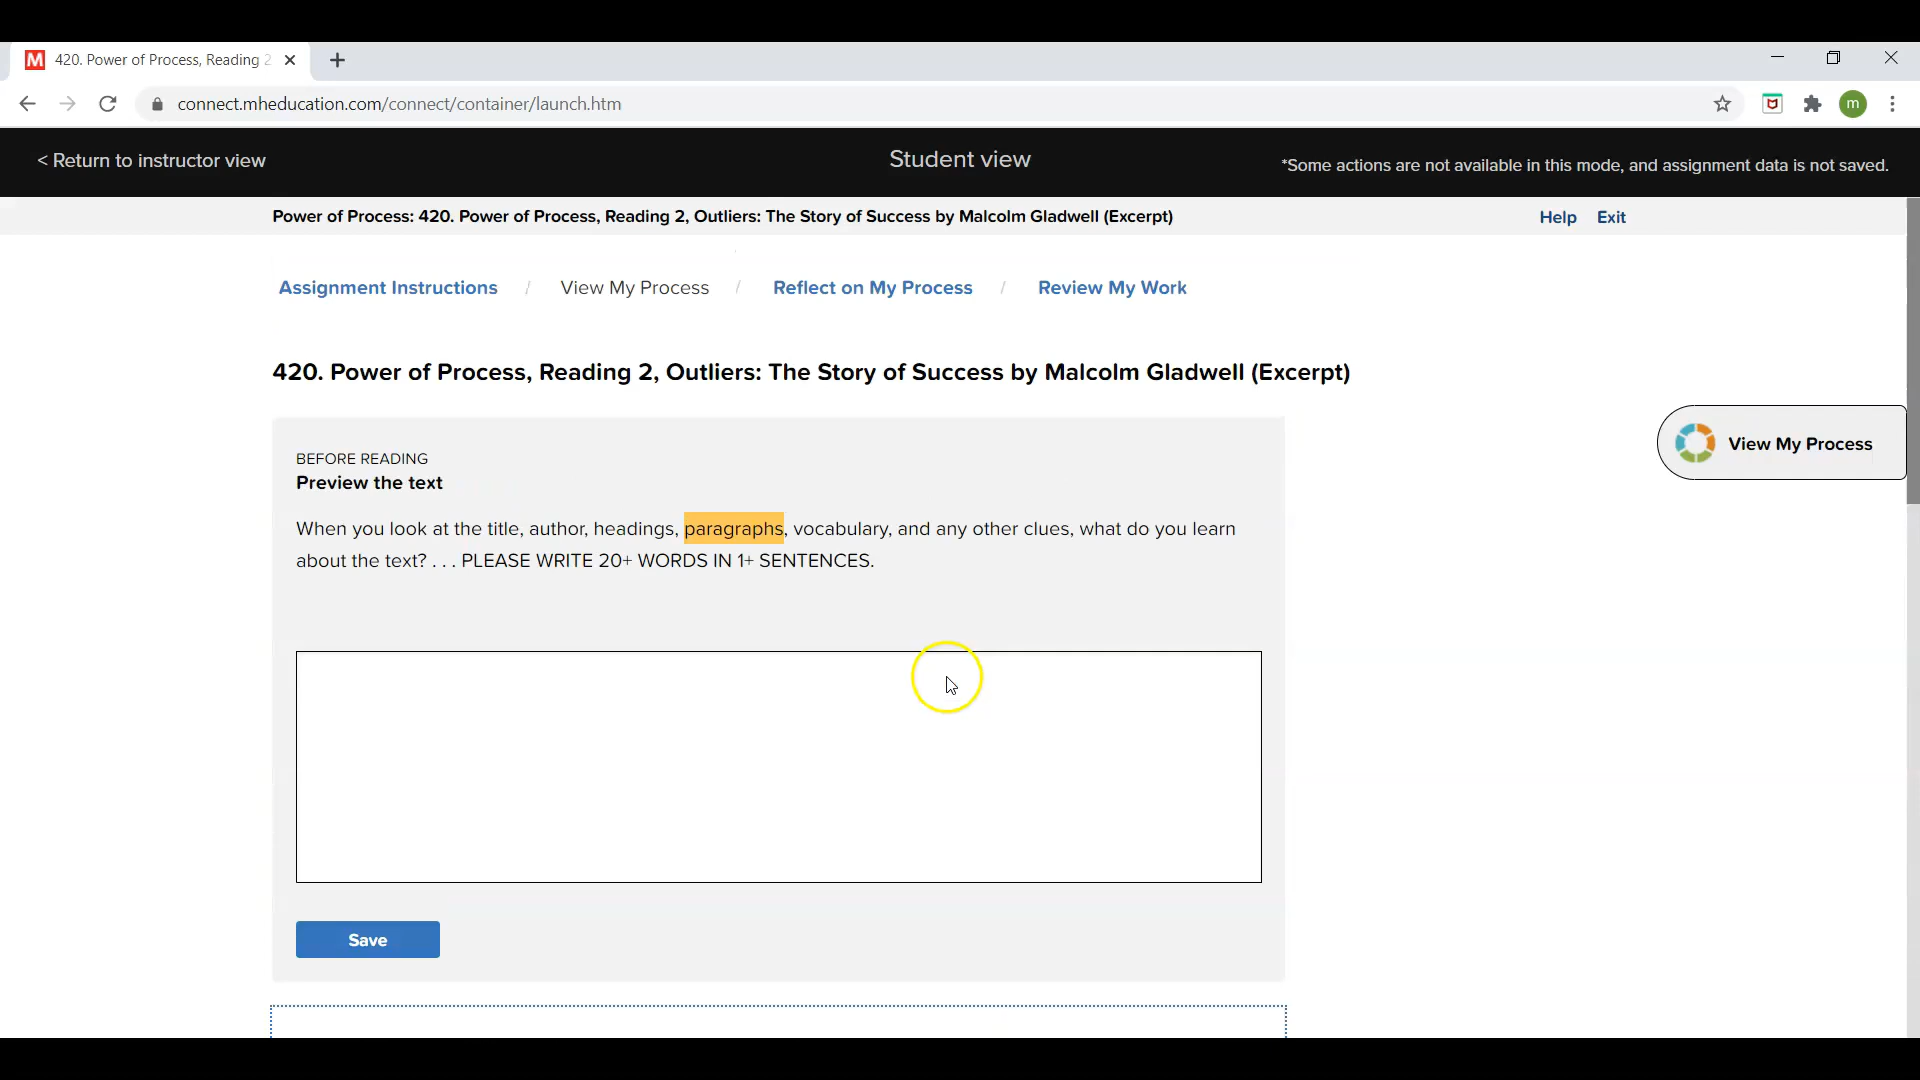 M 420. Power of Process, Reading 2
connect.mheducation.com/connect/container/launch.htm
m
< Return to instructor view
Student view
*Some actions are not available in this mode, and assignment data is not saved.
Power of Process: 420. Power of Process, Reading 2, Outliers: The Story of Success by Malcolm Gladwell (Excerpt)
Help Exit
Assignment Instructions / View My Process / Reflect on My Process / Review My Work
420. Power of Process, Reading 2, Outliers: The Story of Success by Malcolm Gladwell (Excerpt)
View My Process
BEFORE READING
Preview the text
When you look at the title, author, headings, paragraphs, vocabulary, and any other clues, what do you learn
about the text? . . . PLEASE WRITE 20+ WORDS IN 1+ SENTENCES.
Save